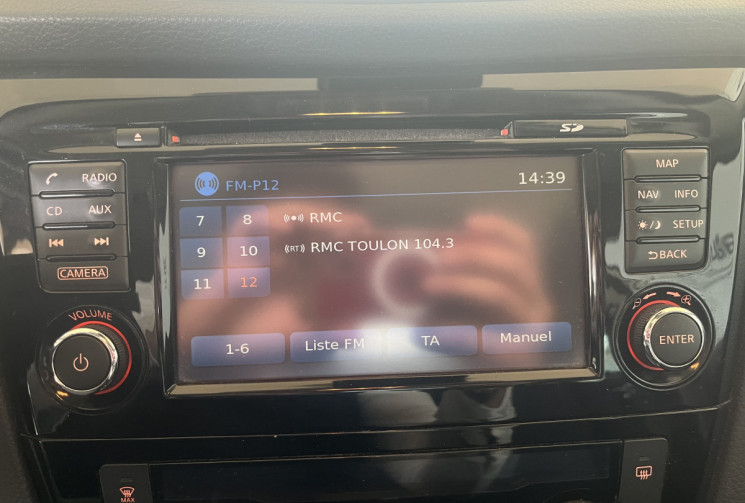 SD
RADIO
CD AUX
CAMERA
VOLUME
FM-P12 14:39
7 8 RMC
9 10 (RT) RMC TOULON 104.3
11 12
1-6 Liste FM TA Manuel
MAP
NAV INFO
SETUP
BACK
ENTER
MAX